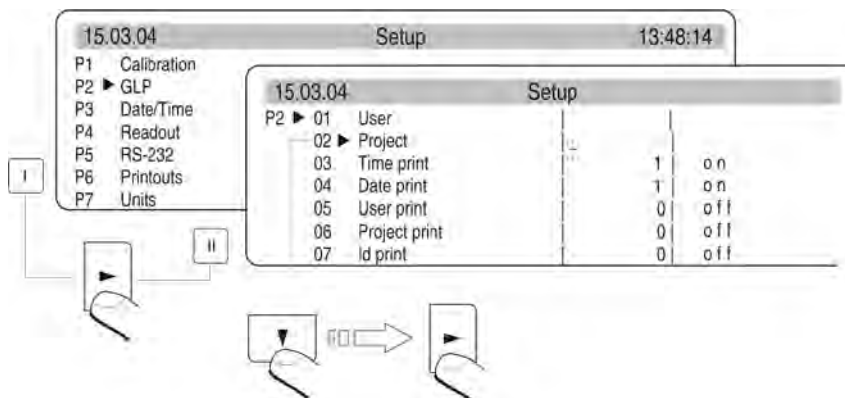 15.03.04 Setup 13:48:14
P1 Calibration
P2 ► GLP
P3 Date/Time
P4 Readout
P5 RS-232
P6 Printouts
P7 Units
15.03.04 Setup
P2 ► 01 User
02 ► Project
03 Time print 1 on
04 Date print 1 on
05 User print 0 off
06 Project print 0 off
07 Id print 0 off
I
II